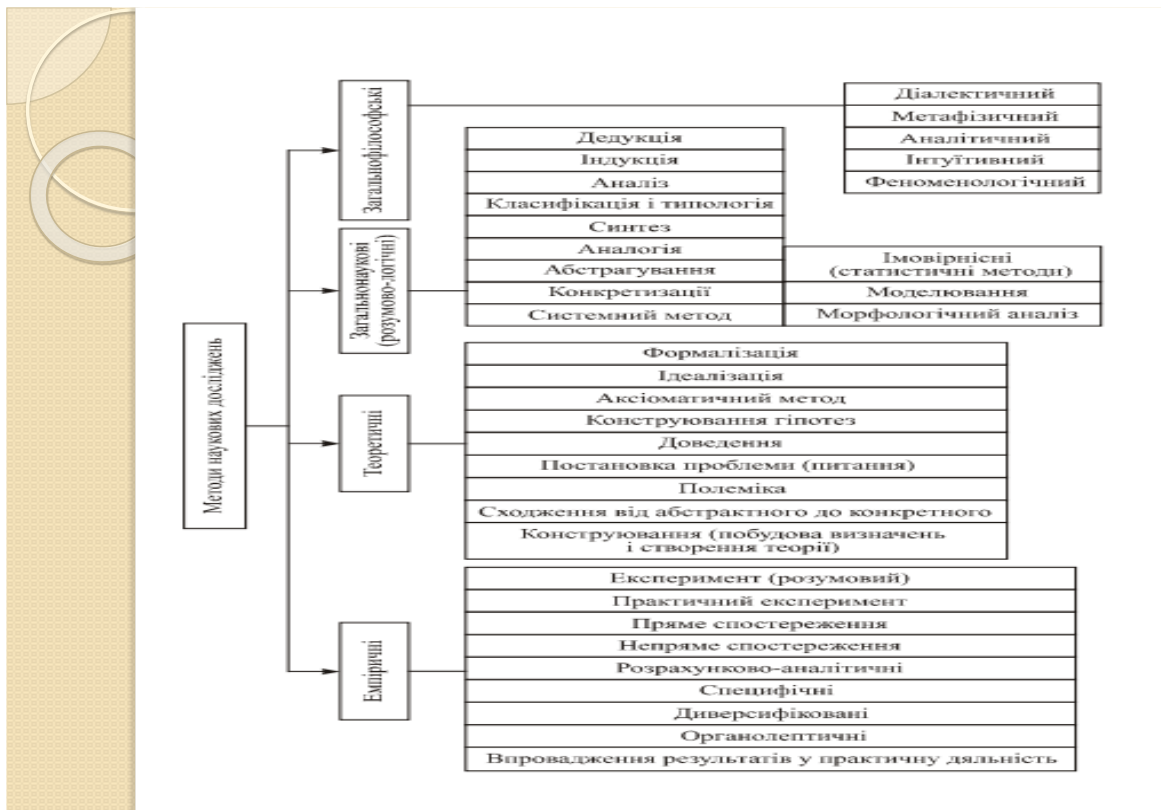 Методи наукових досліджень
Загальнофілософські
Діалектичний
Метафізичний
Аналітичний
Інтуїтивний
Феноменологічний
Загальнонаукові
(розумово-логічні)
Дедукція
Індукція
Аналіз
Класифікація і типологія
Синтез
Аналогія
Абстрагування
Конкретизації
Системний метод
Імовірнісні
(статистичні методи)
Моделювання
Морфологічний аналіз
Теоретичні
Формалізація
Ідеалізація
Аксіоматичний метод
Конструювання гіпотез
Доведення
Постановка проблеми (питання)
Полеміка
Сходження від абстрактного до конкретного
Конструювання (побудова визначень
і створення теорії)
Емпіричні
Експеримент (розумовий)
Практичний експеримент
Пряме спостереження
Непряме спостереження
Розрахунково-аналітичні
Специфічні
Диверсифіковані
Органолептичні
Впровадження результатів у практичну дяльність